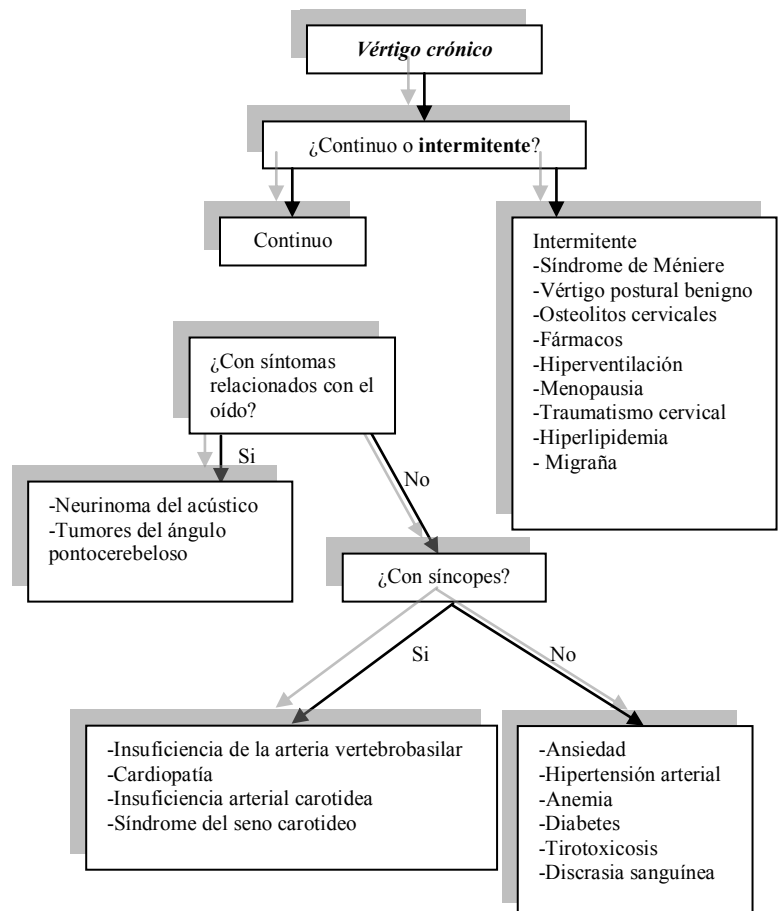 Vértigo crónico
¿Continuo o intermitente?
Continuo
Intermitente
-Síndrome de Ménière
-Vértigo postural benigno
-Osteolitos cervicales
-Fármacos
-Hiperventilación
-Menopausia
-Traumatismo cervical
-Hiperlipidemia
- Migraña
¿Con síntomas
relacionados con el
oído?
Si
No
-Neurinoma del acústico
-Tumores del ángulo
pontocerebeloso
¿Con síncopes?
Si
No
-Insuficiencia de la arteria vertebrobasilar
-Cardiopatía
-Insuficiencia arterial carotidea
-Síndrome del seno carotideo
-Ansiedad
-Hipertensión arterial
-Anemia
-Diabetes
-Tirotoxicosis
-Discrasia sanguínea